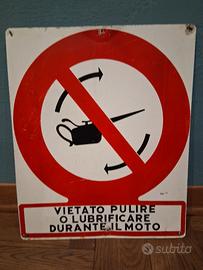 VIETATO PULIRE
O LUBRIFICARE
DURANTE IL MOTO
subito